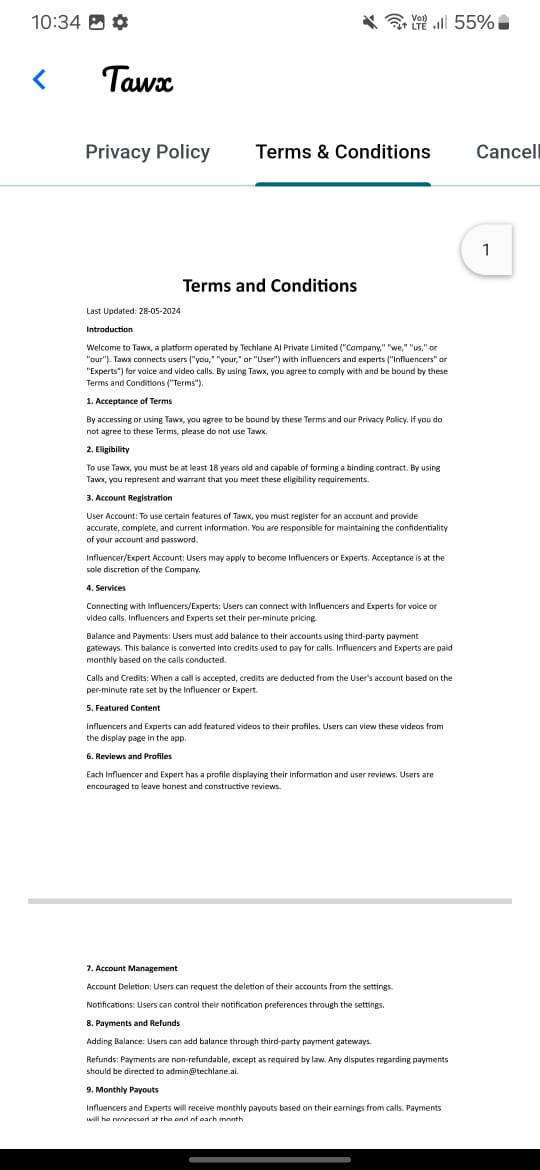 10:34
Vo))
LTE
55%
Tawx
Privacy Policy
Terms & Conditions
Cancell
1
Terms and Conditions
Last Updated: 28-05-2024
Introduction
Welcome to Tawx, a platform operated by Techlane AI Private Limited ("Company," "we," "us," or
"our"). Tawx connects users ("you," "your," or "User") with influencers and experts ("Influencers" or
"Experts") for voice and video calls. By using Tawx, you agree to comply with and be bound by these
Terms and Conditions ("Terms").
1. Acceptance of Terms
By accessing or using Tawx, you agree to be bound by these Terms and our Privacy Policy. If you do
not agree to these Terms, please do not use Tawx.
2. Eligibility
To use Tawx, you must be at least 18 years old and capable of forming a binding contract. By using
Tawx, you represent and warrant that you meet these eligibility requirements.
3. Account Registration
User Account: To use certain features of Tawx, you must register for an account and provide
accurate, complete, and current information. You are responsible for maintaining the confidentiality
of your account and password.
Influencer/Expert Account: Users may apply to become Influencers or Experts. Acceptance is at the
sole discretion of the Company.
4. Services
Connecting with Influencers/Experts: Users can connect with Influencers and Experts for voice or
video calls. Influencers and Experts set their per-minute pricing.
Balance and Payments: Users must add balance to their accounts using third-party payment
gateways. This balance is converted into credits used to pay for calls. Influencers and Experts are paid
monthly based on the calls conducted.
Calls and Credits: When a call is accepted, credits are deducted from the User's account based on the
per-minute rate set by the Influencer or Expert.
5. Featured Content
Influencers and Experts can add featured videos to their profiles. Users can view these videos from
the display page in the app.
6. Reviews and Profiles
Each Influencer and Expert has a profile displaying their information and user reviews. Users are
encouraged to leave honest and constructive reviews.
7. Account Management
Account Deletion: Users can request the deletion of their accounts from the settings.
Notifications: Users can control their notification preferences through the settings.
8. Payments and Refunds
Adding Balance: Users can add balance through third-party payment gateways.
Refunds: Payments are non-refundable, except as required by law. Any disputes regarding payments
should be directed to admin@techlane.ai.
9. Monthly Payouts
Influencers and Experts will receive monthly payouts based on their earnings from calls. Payments
will be processed at the end of each month